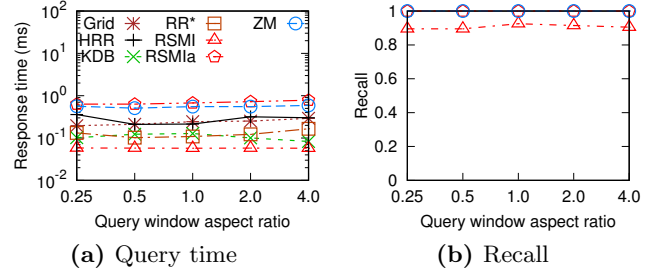 Grid RR* ZM
HRR RSMI
KDB RSMIa
Response time (ms)
10^2
10^1
10^0
10^-1
10^-2
0.25 0.5 1.0 2.0 4.0
Query window aspect ratio
(a) Query time
Recall
1
0.8
0.6
0.4
0.2
0
0.25 0.5 1.0 2.0 4.0
Query window aspect ratio
(b) Recall